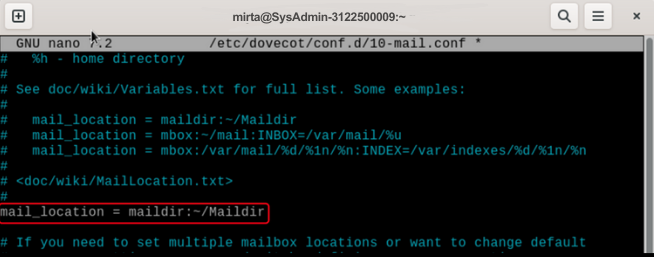 mirta@SysAdmin-3122500009:~
GNU nano 7.2 /etc/dovecot/conf.d/10-mail.conf *
# %h - home directory
#
# See doc/wiki/Variables.txt for full list. Some examples:
#
# mail_location = maildir:~/Maildir
# mail_location = mbox:~/mail:INBOX=/var/mail/%u
# mail_location = mbox:/var/mail/%d/%1n/%n:INDEX=/var/indexes/%d/%1n/%n
#
# <doc/wiki/MailLocation.txt>
#
mail_location = maildir:~/Maildir
# If you need to set multiple mailbox locations or want to change default